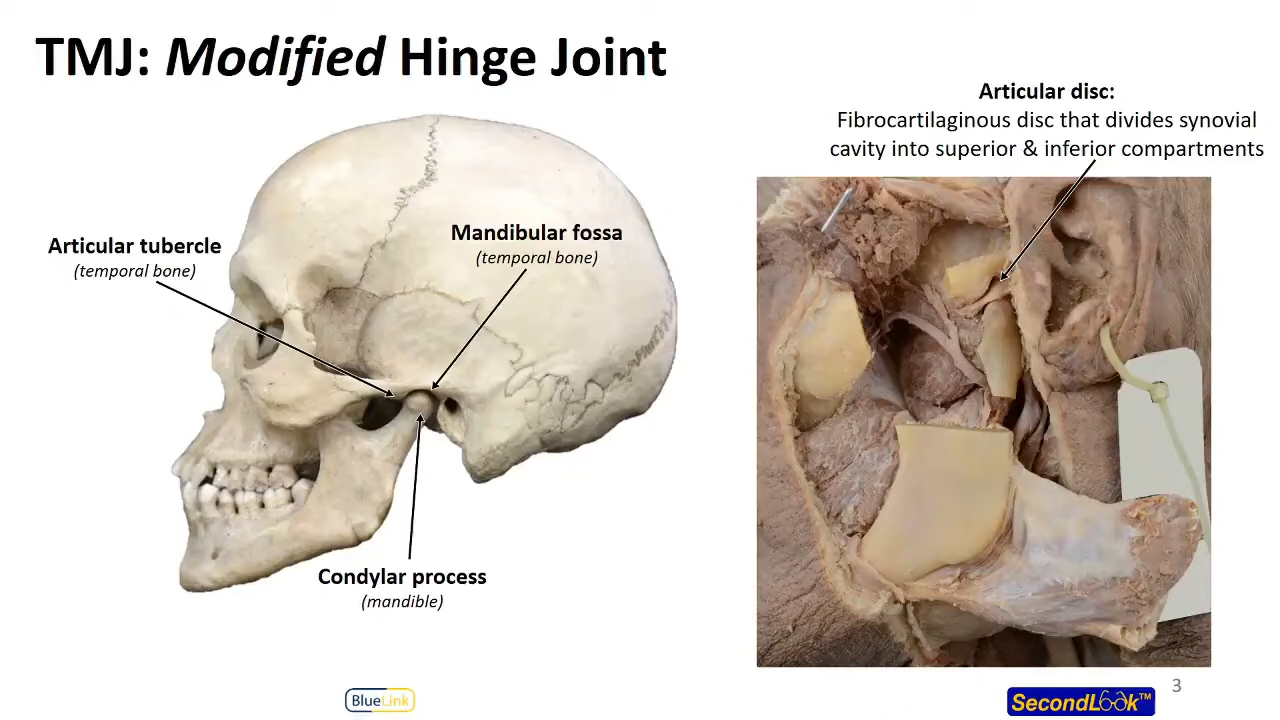 TMJ: Modified Hinge Joint
Articular disc:
Fibrocartilaginous disc that divides synovial
cavity into superior & inferior compartments
Articular tubercle
(temporal bone)
Mandibular fossa
(temporal bone)
Condylar process
(mandible)
BlueLink
SecondLook™
3